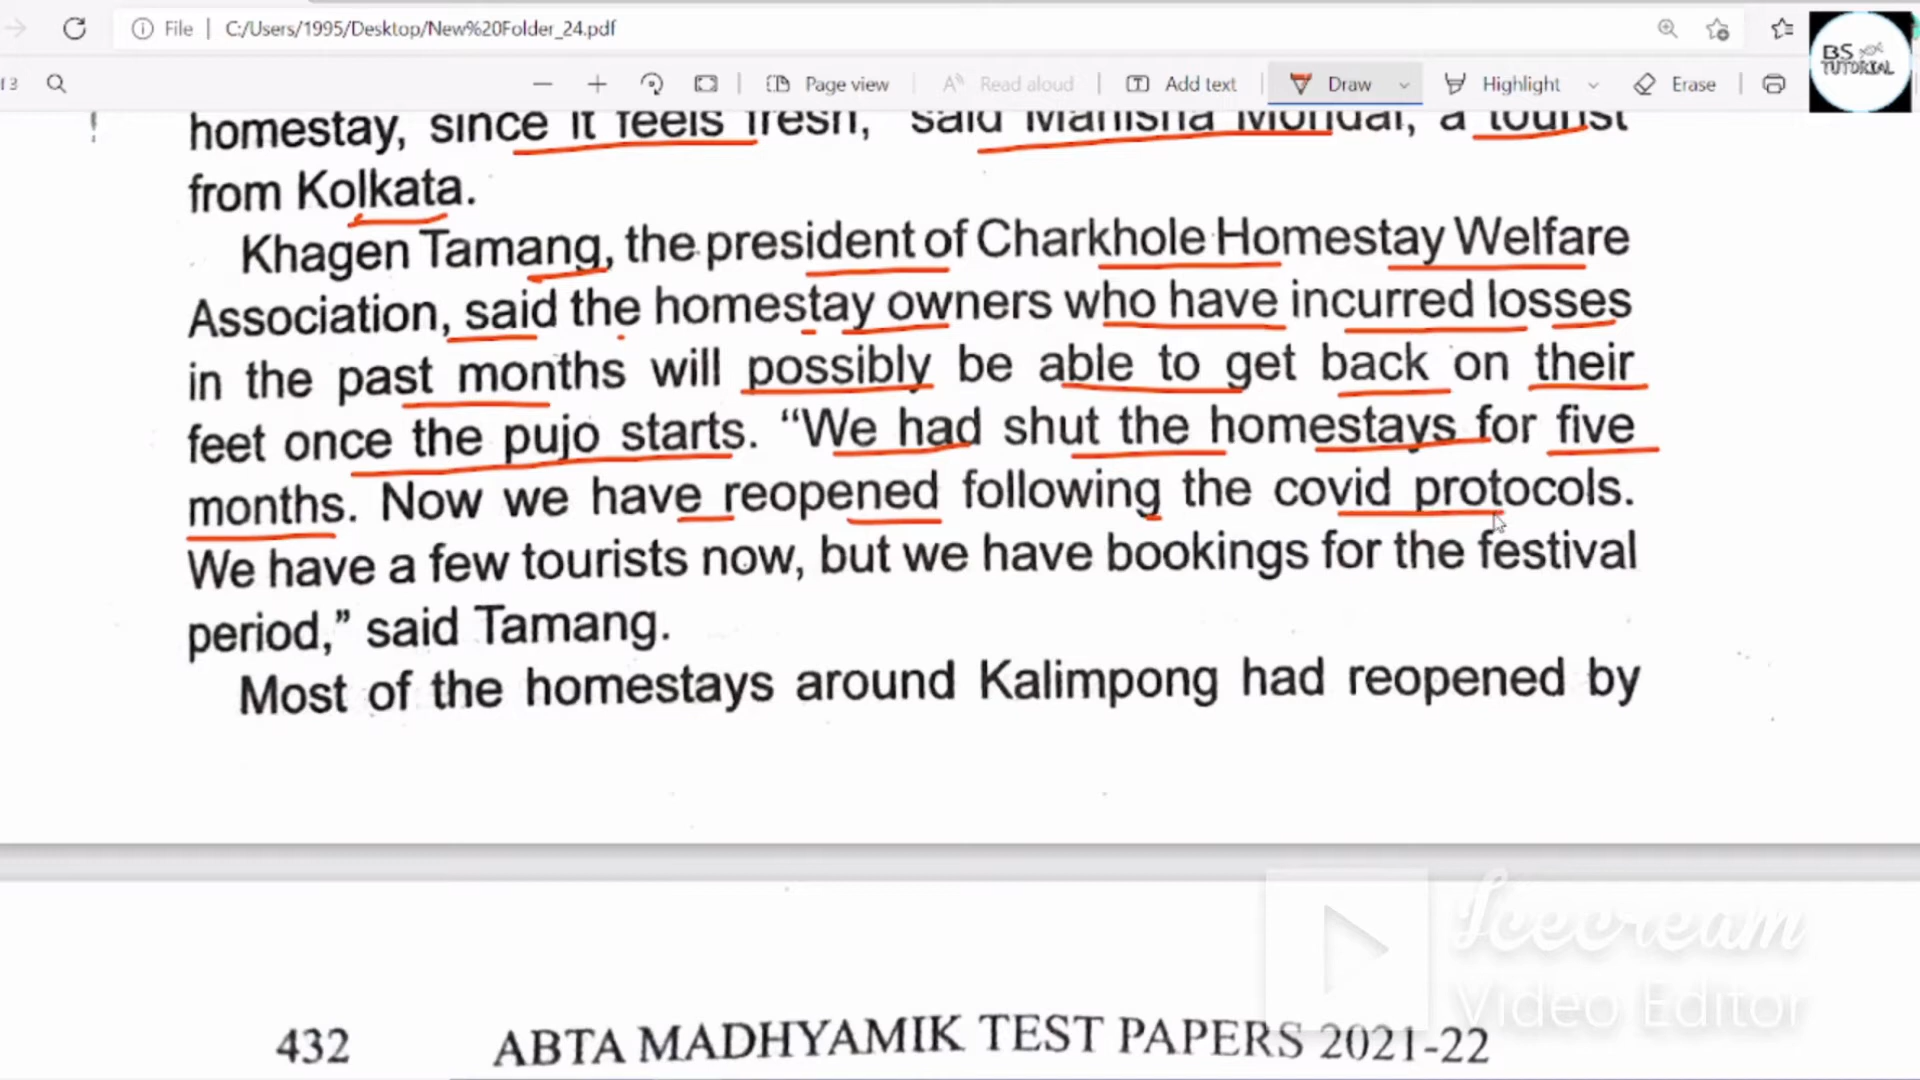 File | C:/Users/1995/Desktop/New%20Folder_24.pdf
BS TUTORIAL
Page view | Read aloud | Add text | Draw Highlight Erase
homestay, since it feels fresh," said Manisha Mondal, a tourist
from Kolkata.
Khagen Tamang, the president of Charkhole Homestay Welfare
Association, said the homestay owners who have incurred losses
in the past months will possibly be able to get back on their
feet once the pujo starts. “We had shut the homestays for five
months. Now we have reopened following the covid protocols.
We have a few tourists now, but we have bookings for the festival
period,” said Tamang.
Most of the homestays around Kalimpong had reopened by
Icecream
Video Editor
432 ABTA MADHYAMIK TEST PAPERS 2021-22